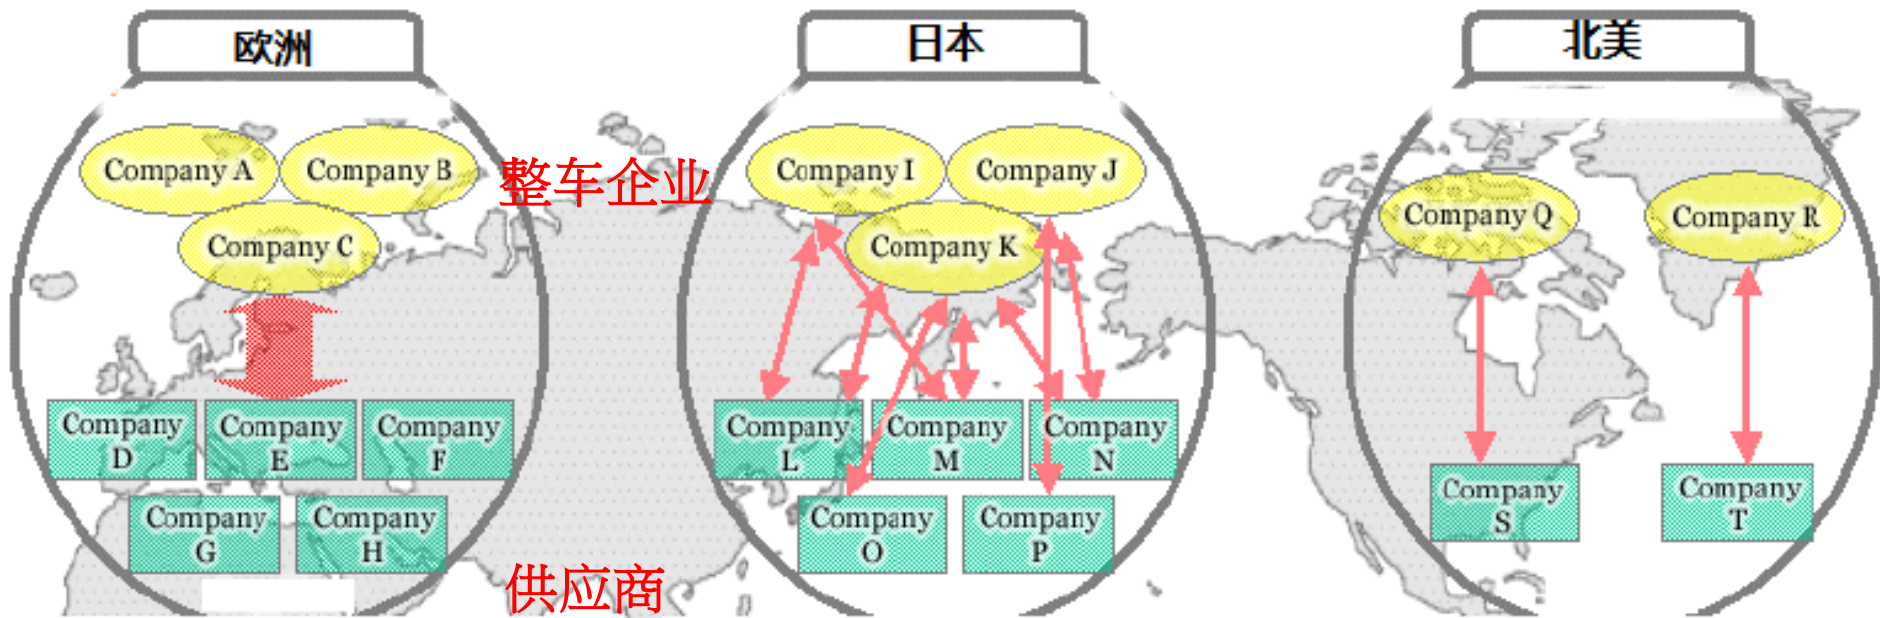 欧洲
日本
北美
Company A
Company B
Company C
整车企业
Company I
Company J
Company K
Company Q
Company R
Company
D
Company
E
Company
F
Company
G
Company
H
供应商
Company
L
Company
M
Company
N
Company
O
Company
P
Company
S
Company
T